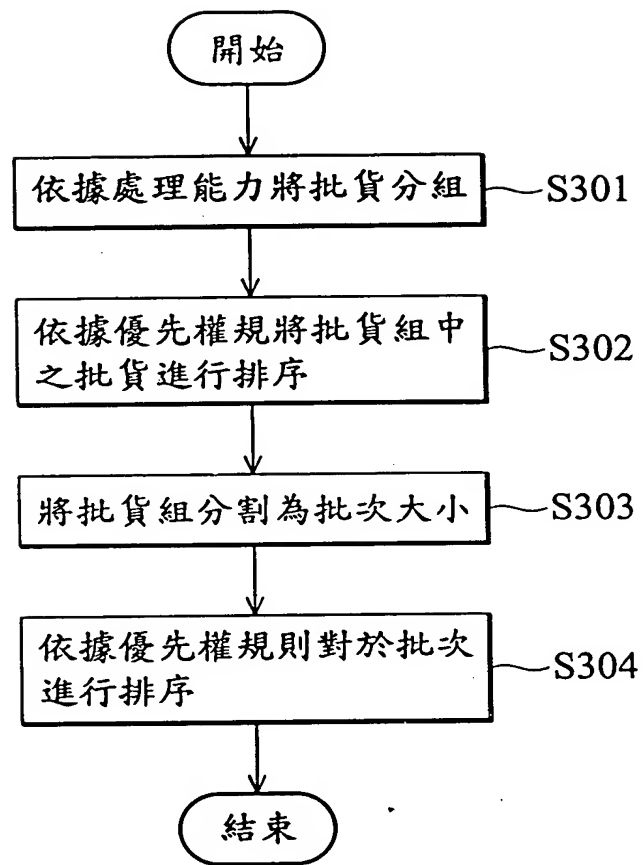 開始
依據處理能力將批貨分組
S301
依據優先權規將批貨組中
之批貨進行排序
S302
將批貨組分割為批次大小
S303
依據優先權規則對於批次
進行排序
S304
結束